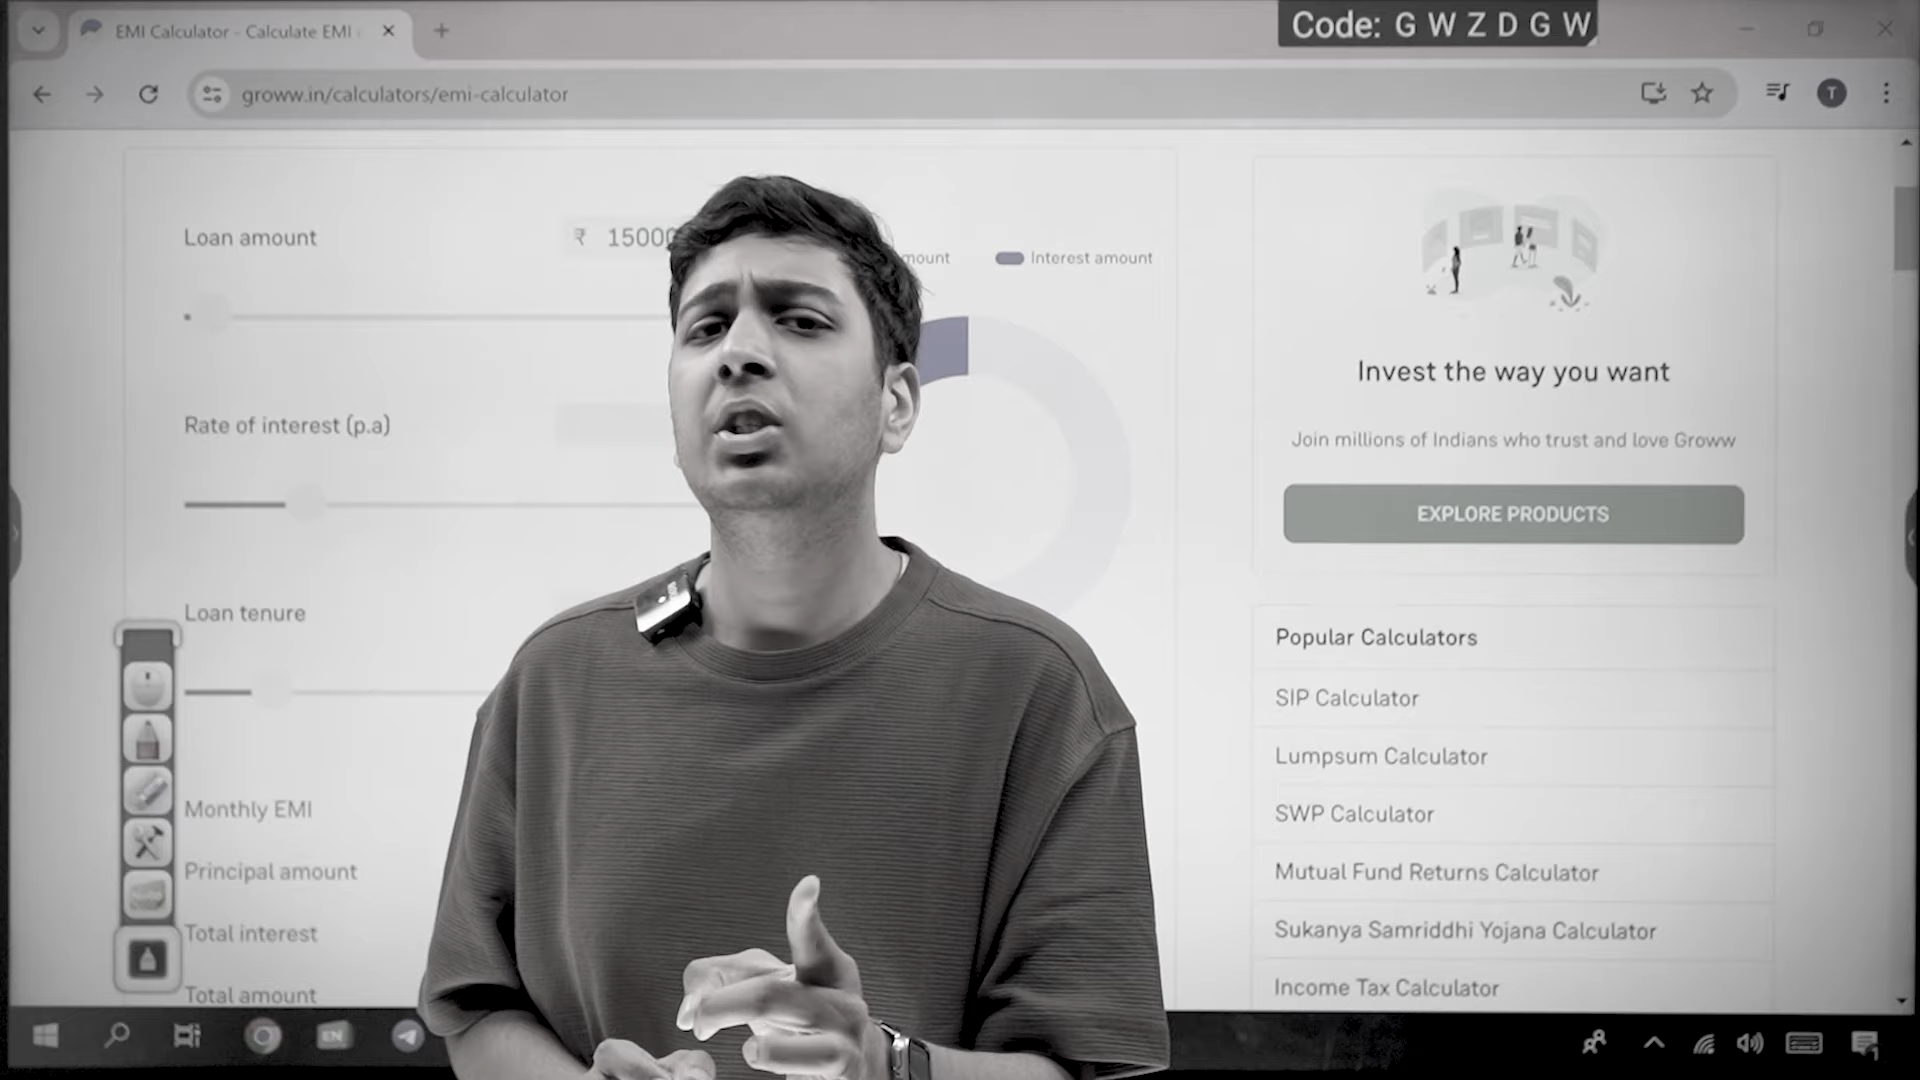 EMI Calculator - Calculate EMI
Code: G W Z D G W
groww.in/calculators/emi-calculator
T
Loan amount
₹ 15000
mount
Interest amount
Rate of interest (p.a)
Loan tenure
Monthly EMI
Principal amount
Total interest
Total amount
Invest the way you want
Join millions of Indians who trust and love Groww
EXPLORE PRODUCTS
Popular Calculators
SIP Calculator
Lumpsum Calculator
SWP Calculator
Mutual Fund Returns Calculator
Sukanya Samriddhi Yojana Calculator
Income Tax Calculator
EN